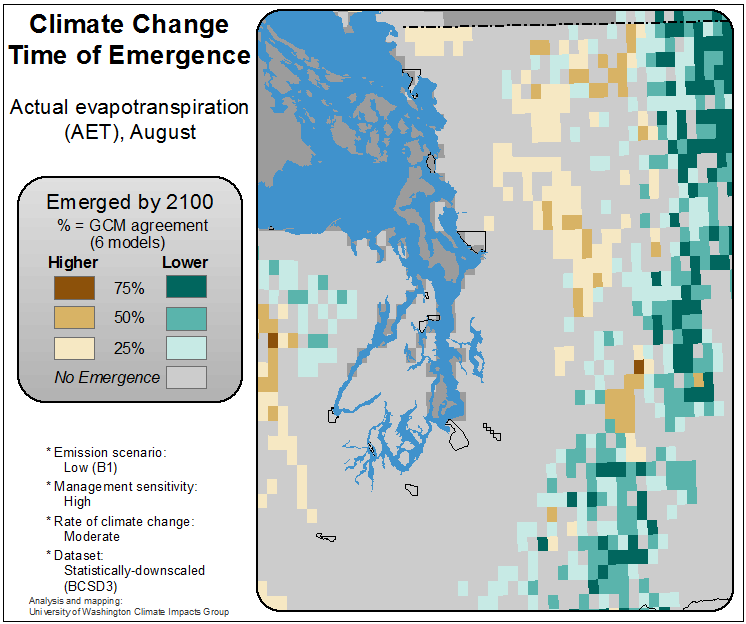 Climate Change
Time of Emergence
Actual evapotranspiration
(AET), August
Emerged by 2100
% = GCM agreement
(6 models)
Higher Lower
75%
50%
25%
No Emergence
* Emission scenario:
Low (B1)
* Management sensitivity:
High
* Rate of climate change:
Moderate
* Dataset:
Statistically-downscaled
(BCSD3)
Analysis and mapping:
University of Washington Climate Impacts Group